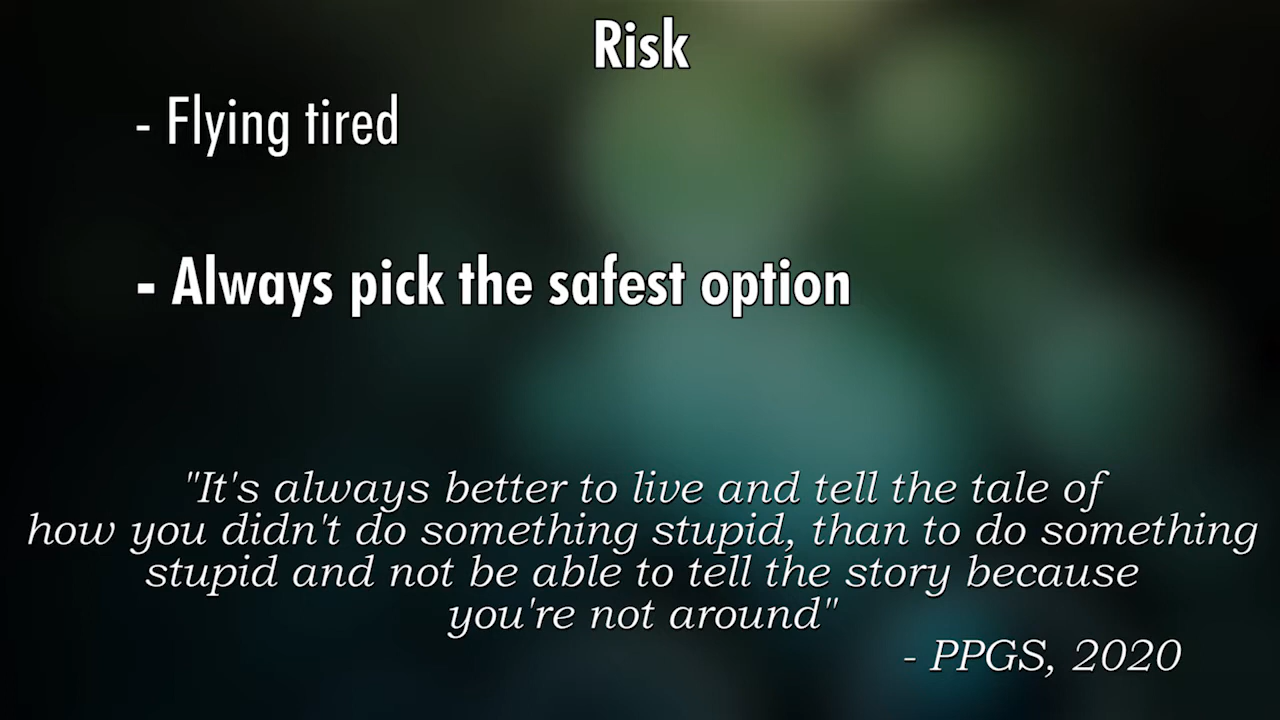 Risk
- Flying tired
- Always pick the safest option
"It's always better to live and tell the tale of
how you didn't do something stupid, than to do something
stupid and not be able to tell the story because
you're not around"
- PPGS, 2020